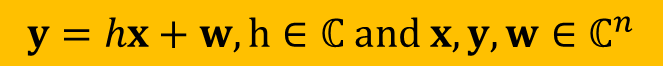 𝐲 = ℎ𝐱 + 𝐰, h ∈ ℂ and 𝐱, 𝐲, 𝐰 ∈ ℂⁿ